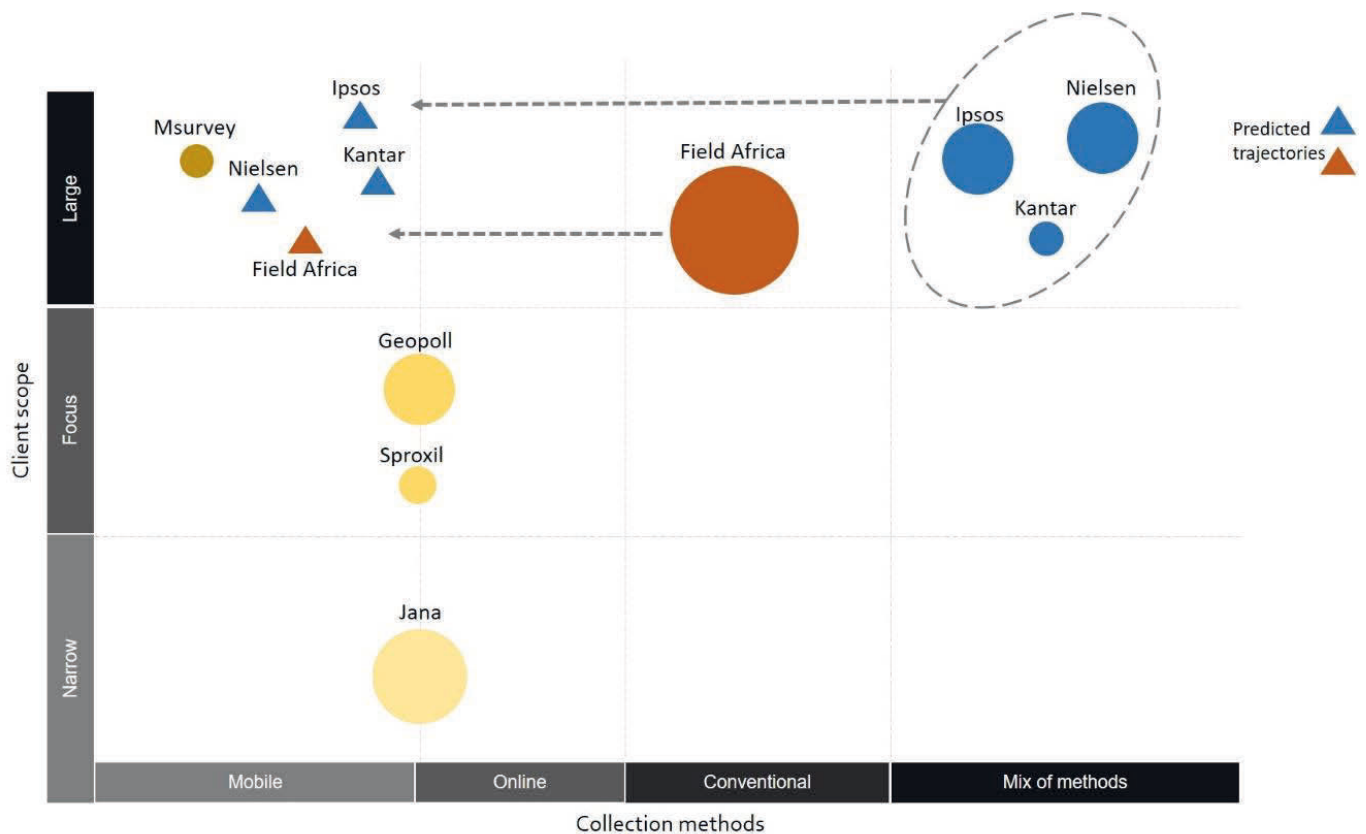 Ipsos
Nielsen
Msurvey
Ipsos
Field Africa
Kantar
Nielsen
Kantar
Field Africa
Predicted
trajectories
Large
Geopoll
Sproxil
Focus
Client scope
Jana
Narrow
Mobile
Online
Conventional
Mix of methods
Collection methods